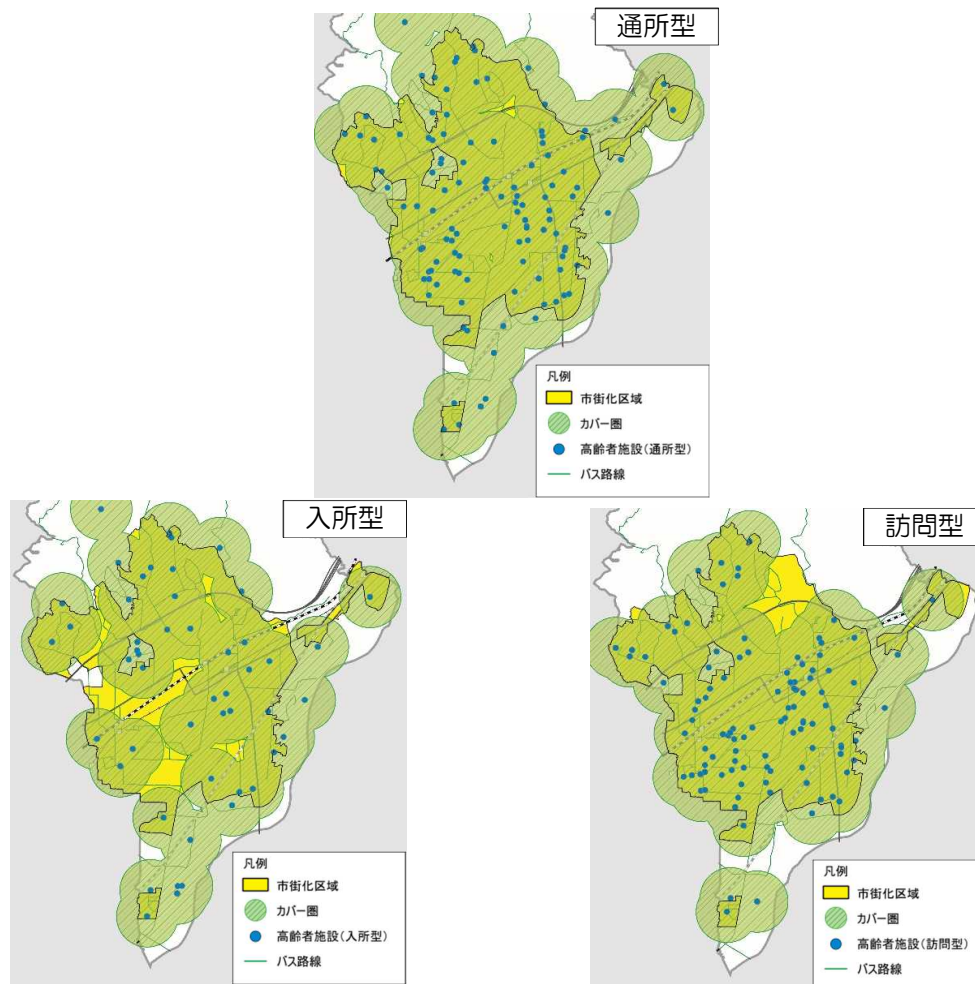 通所型
凡例
市街化区域
カバー圏
高齢者施設(通所型)
バス路線
入所型
凡例
市街化区域
カバー圏
高齢者施設(入所型)
バス路線
訪問型
凡例
市街化区域
カバー圏
高齢者施設(訪問型)
バス路線